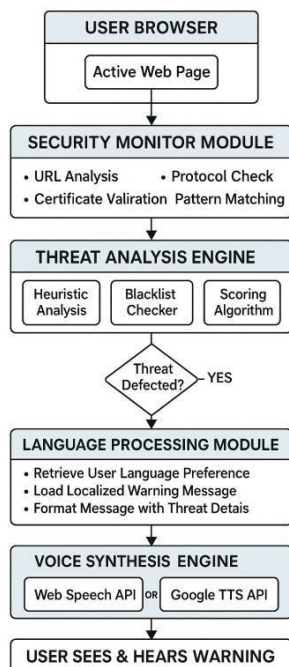 USER BROWSER
Active Web Page
SECURITY MONITOR MODULE
• URL Analysis • Protocol Check
• Certificate Valiration Pattern Matching
THREAT ANALYSIS ENGINE
Heuristic Analysis
Blacklist Checker
Scoring Algorithm
Threat
Defected?
YES
LANGUAGE PROCESSING MODULE
• Retrieve User Language Preference
• Load Localized Warning Message
• Format Message with Threat Detais
VOICE SYNTHESIS ENGINE
Web Speech API OR Google TTS API
USER SEES & HEARS WARNING